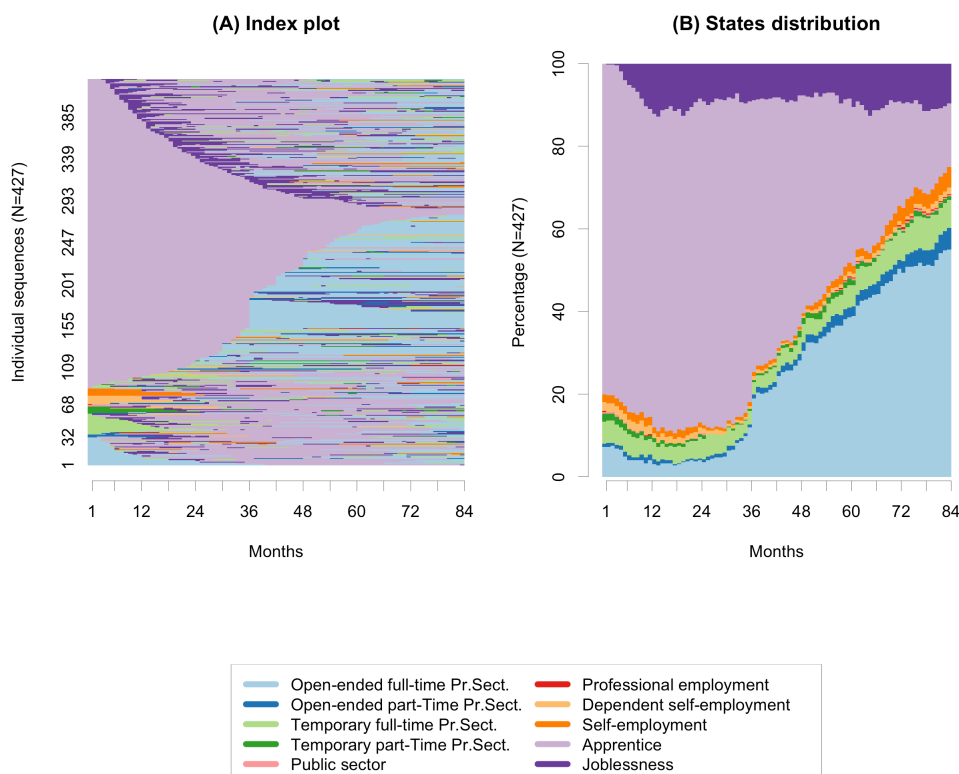 (A) Index plot
(B) States distribution
Individual sequences (N=427)
385
339
293
247
201
155
109
68
32
1
1 12 24 36 48 60 72 84
Months
Percentage (N=427)
100
80
60
40
20
0
1 12 24 36 48 60 72 84
Months
Open-ended full-time Pr.Sect.
Open-ended part-Time Pr.Sect.
Temporary full-time Pr.Sect.
Temporary part-Time Pr.Sect.
Public sector
Professional employment
Dependent self-employment
Self-employment
Apprentice
Joblessness